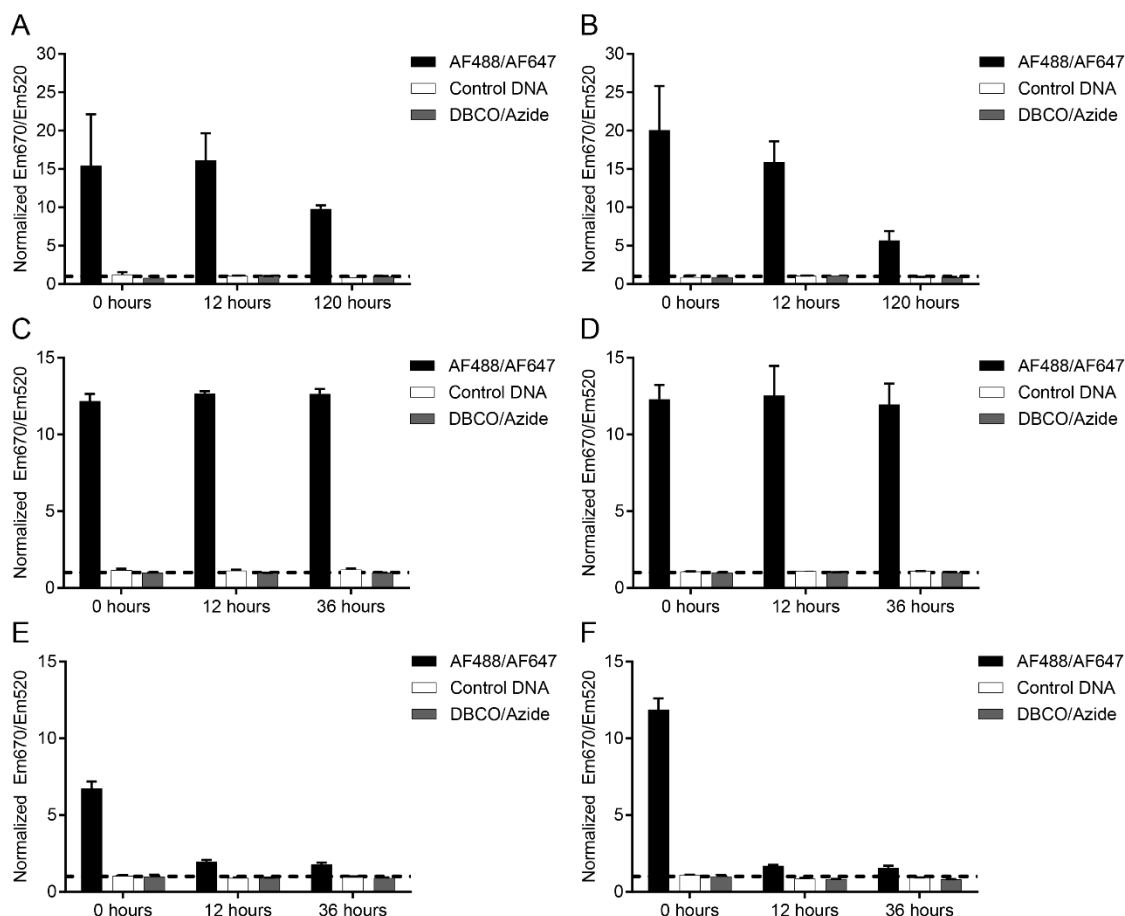 A
Normalized Em670/Em520
30
25
20
15
10
5
0
0 hours
12 hours
120 hours
AF488/AF647
Control DNA
DBCO/Azide
B
Normalized Em670/Em520
30
25
20
15
10
5
0
0 hours
12 hours
120 hours
AF488/AF647
Control DNA
DBCO/Azide
C
Normalized Em670/Em520
15
10
5
0
0 hours
12 hours
36 hours
AF488/AF647
Control DNA
DBCO/Azide
D
Normalized Em670/Em520
15
10
5
0
0 hours
12 hours
36 hours
AF488/AF647
Control DNA
DBCO/Azide
E
Normalized Em670/Em520
15
10
5
0
0 hours
12 hours
36 hours
AF488/AF647
Control DNA
DBCO/Azide
F
Normalized Em670/Em520
15
10
5
0
0 hours
12 hours
36 hours
AF488/AF647
Control DNA
DBCO/Azide